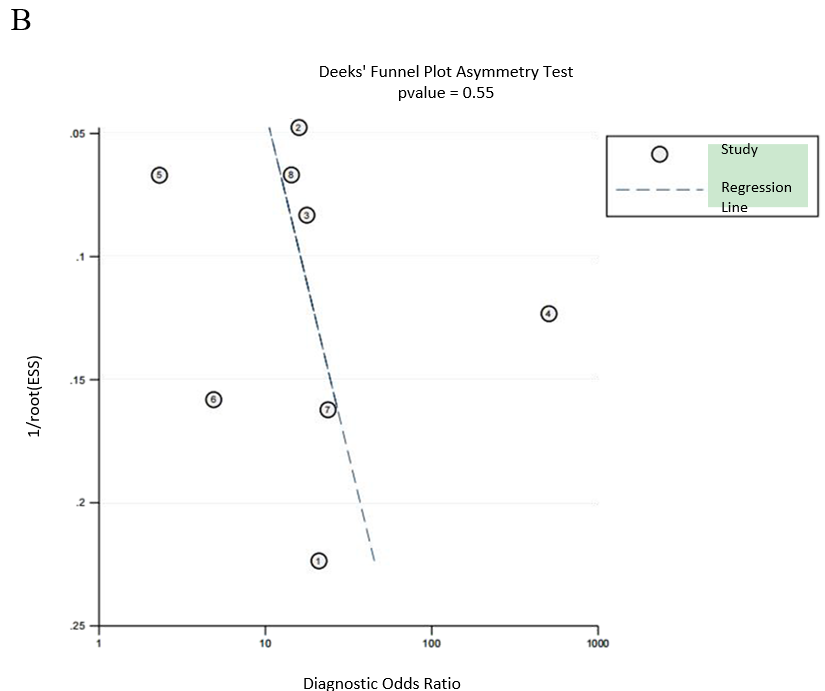 B
Deeks' Funnel Plot Asymmetry Test
pvalue = 0.55
Study
Regression
Line
1/root(ESS)
.05
.1
.15
.2
.25
2
5
8
3
4
6
7
1
1
10
100
1000
Diagnostic Odds Ratio